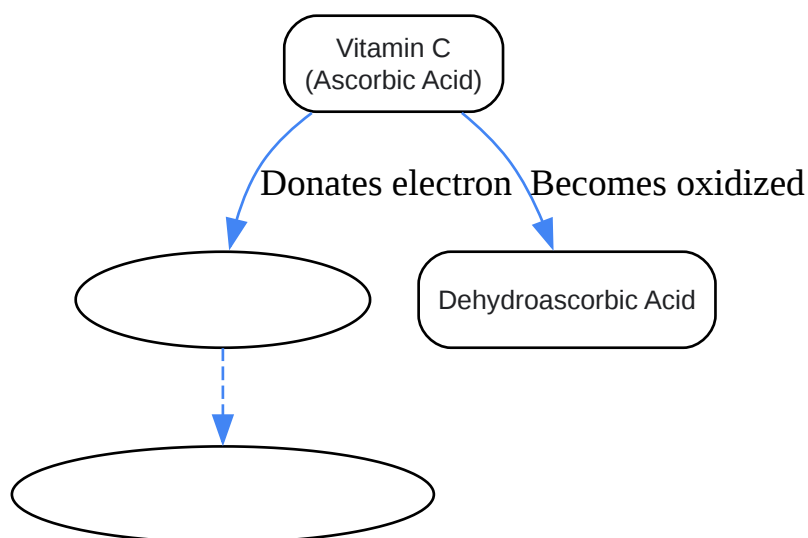 Vitamin C
(Ascorbic Acid)
Donates electron
Becomes oxidized
Dehydroascorbic Acid